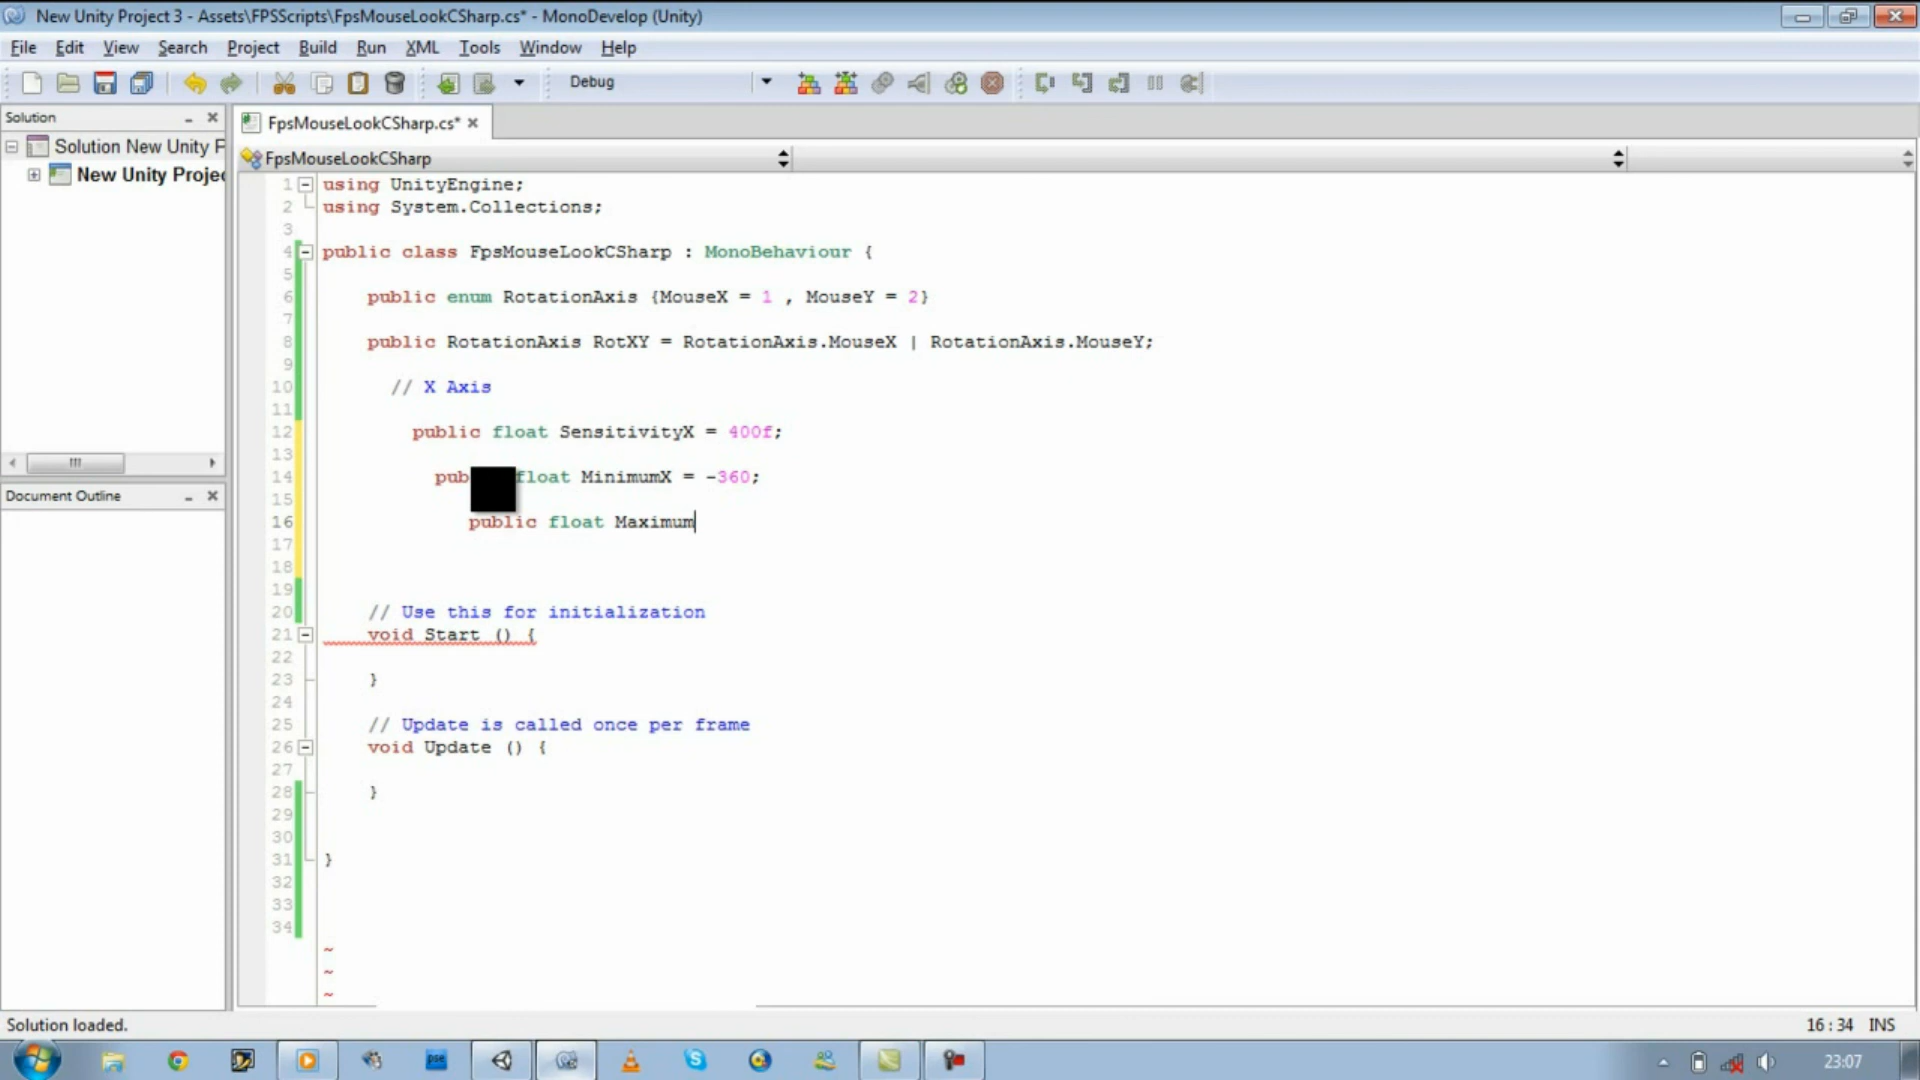 New Unity Project 3 - Assets\FPSScripts\FpsMouseLookCSharp.cs* - MonoDevelop (Unity)
File Edit View Search Project Build Run XML Tools Window Help
Debug
Solution
FpsMouseLookCSharp.cs*
Solution New Unity P
New Unity Projec
FpsMouseLookCSharp
1 using UnityEngine;
2 using System.Collections;
3
4 public class FpsMouseLookCSharp : MonoBehaviour {
5
6 public enum RotationAxis {MouseX = 1 , MouseY = 2}
7
8 public RotationAxis RotXY = RotationAxis.MouseX | RotationAxis.MouseY;
9
10 // X Axis
11
12 public float SensitivityX = 400f;
13
14 pub float MinimumX = -360;
15
16 public float Maximum
17
18
19
20 // Use this for initialization
21 void Start () {
22
23 }
24
25 // Update is called once per frame
26 void Update () {
27
28 }
29
30
31 }
32
33
34
~
~
~
Document Outline
Solution loaded.
16 : 34 INS
pse
23:07